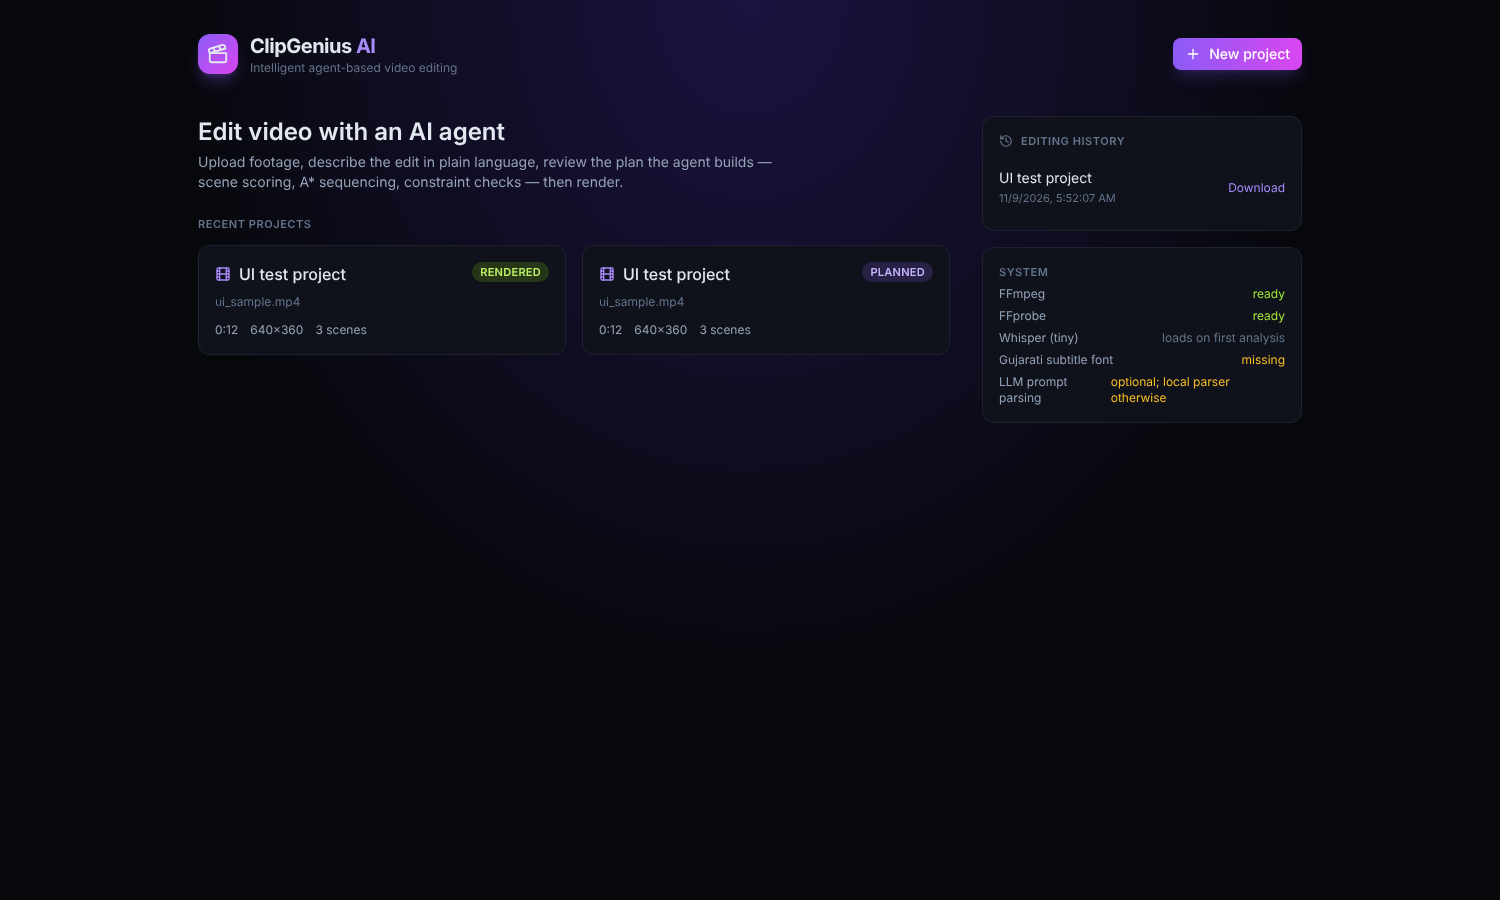 ClipGenius AI
Intelligent agent-based video editing
New project
Edit video with an AI agent
Upload footage, describe the edit in plain language, review the plan the agent builds —
scene scoring, A* sequencing, constraint checks — then render.
RECENT PROJECTS
UI test project
RENDERED
ui_sample.mp4
0:12 640×360 3 scenes
UI test project
PLANNED
ui_sample.mp4
0:12 640×360 3 scenes
EDITING HISTORY
UI test project
11/9/2026, 5:52:07 AM
Download
SYSTEM
FFmpeg ready
FFprobe ready
Whisper (tiny) loads on first analysis
Gujarati subtitle font missing
LLM prompt optional; local parser
parsing otherwise